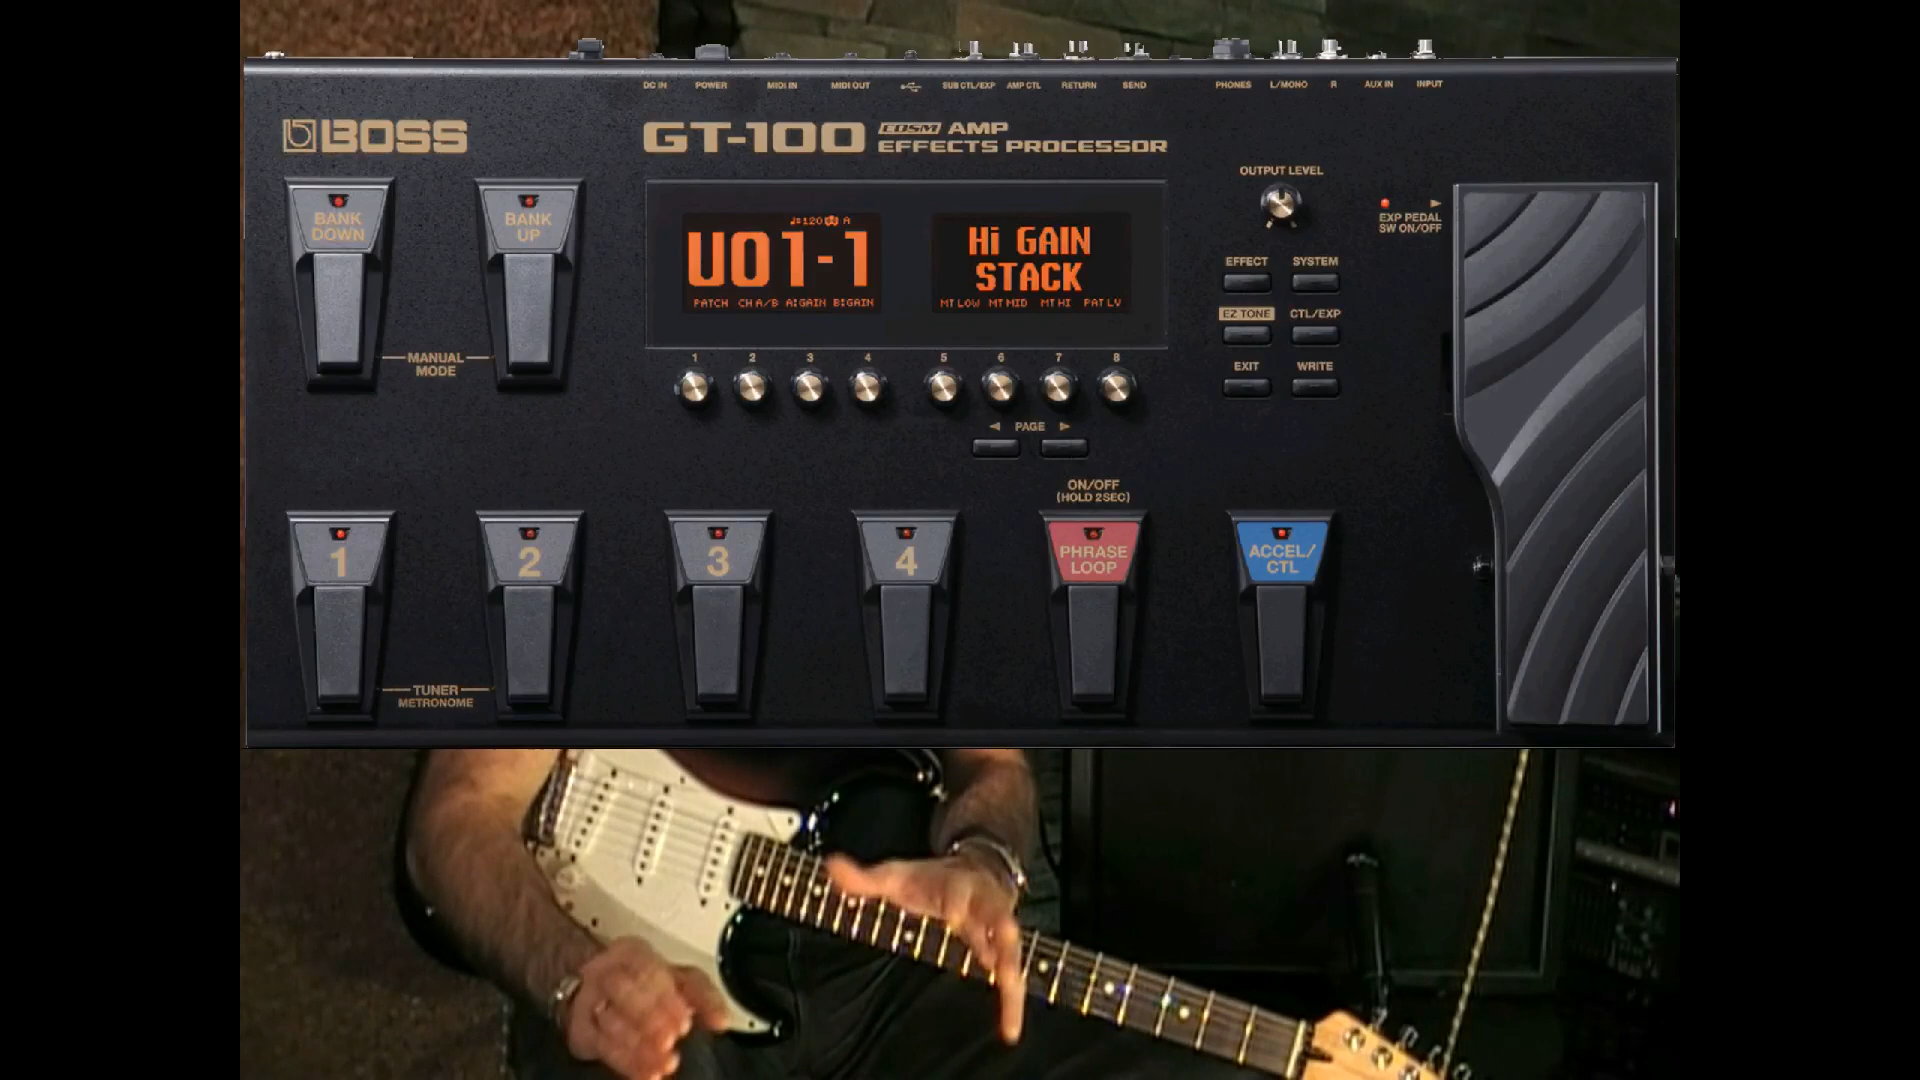 DC IN POWER MIDI IN MIDI OUT SUB CTL/EXP AMP CTL RETURN SEND PHONES L/MONO R AUX IN INPUT
BOSS
GT-100 COSM AMP
EFFECTS PROCESSOR
OUTPUT LEVEL
BANK
DOWN
BANK
UP
♩=120 A
U01-1
PATCH CH A/B A:GAIN B:GAIN
Hi GAIN
STACK
MT LOW MT MID MT HI PAT LV
EXP PEDAL
SW ON/OFF
EFFECT SYSTEM
EZ TONE CTL/EXP
EXIT WRITE
MANUAL
MODE
1 2 3 4 5 6 7 8
PAGE
ON/OFF
(HOLD 2SEC)
1
2
3
4
PHRASE
LOOP
ACCEL/
CTL
TUNER
METRONOME